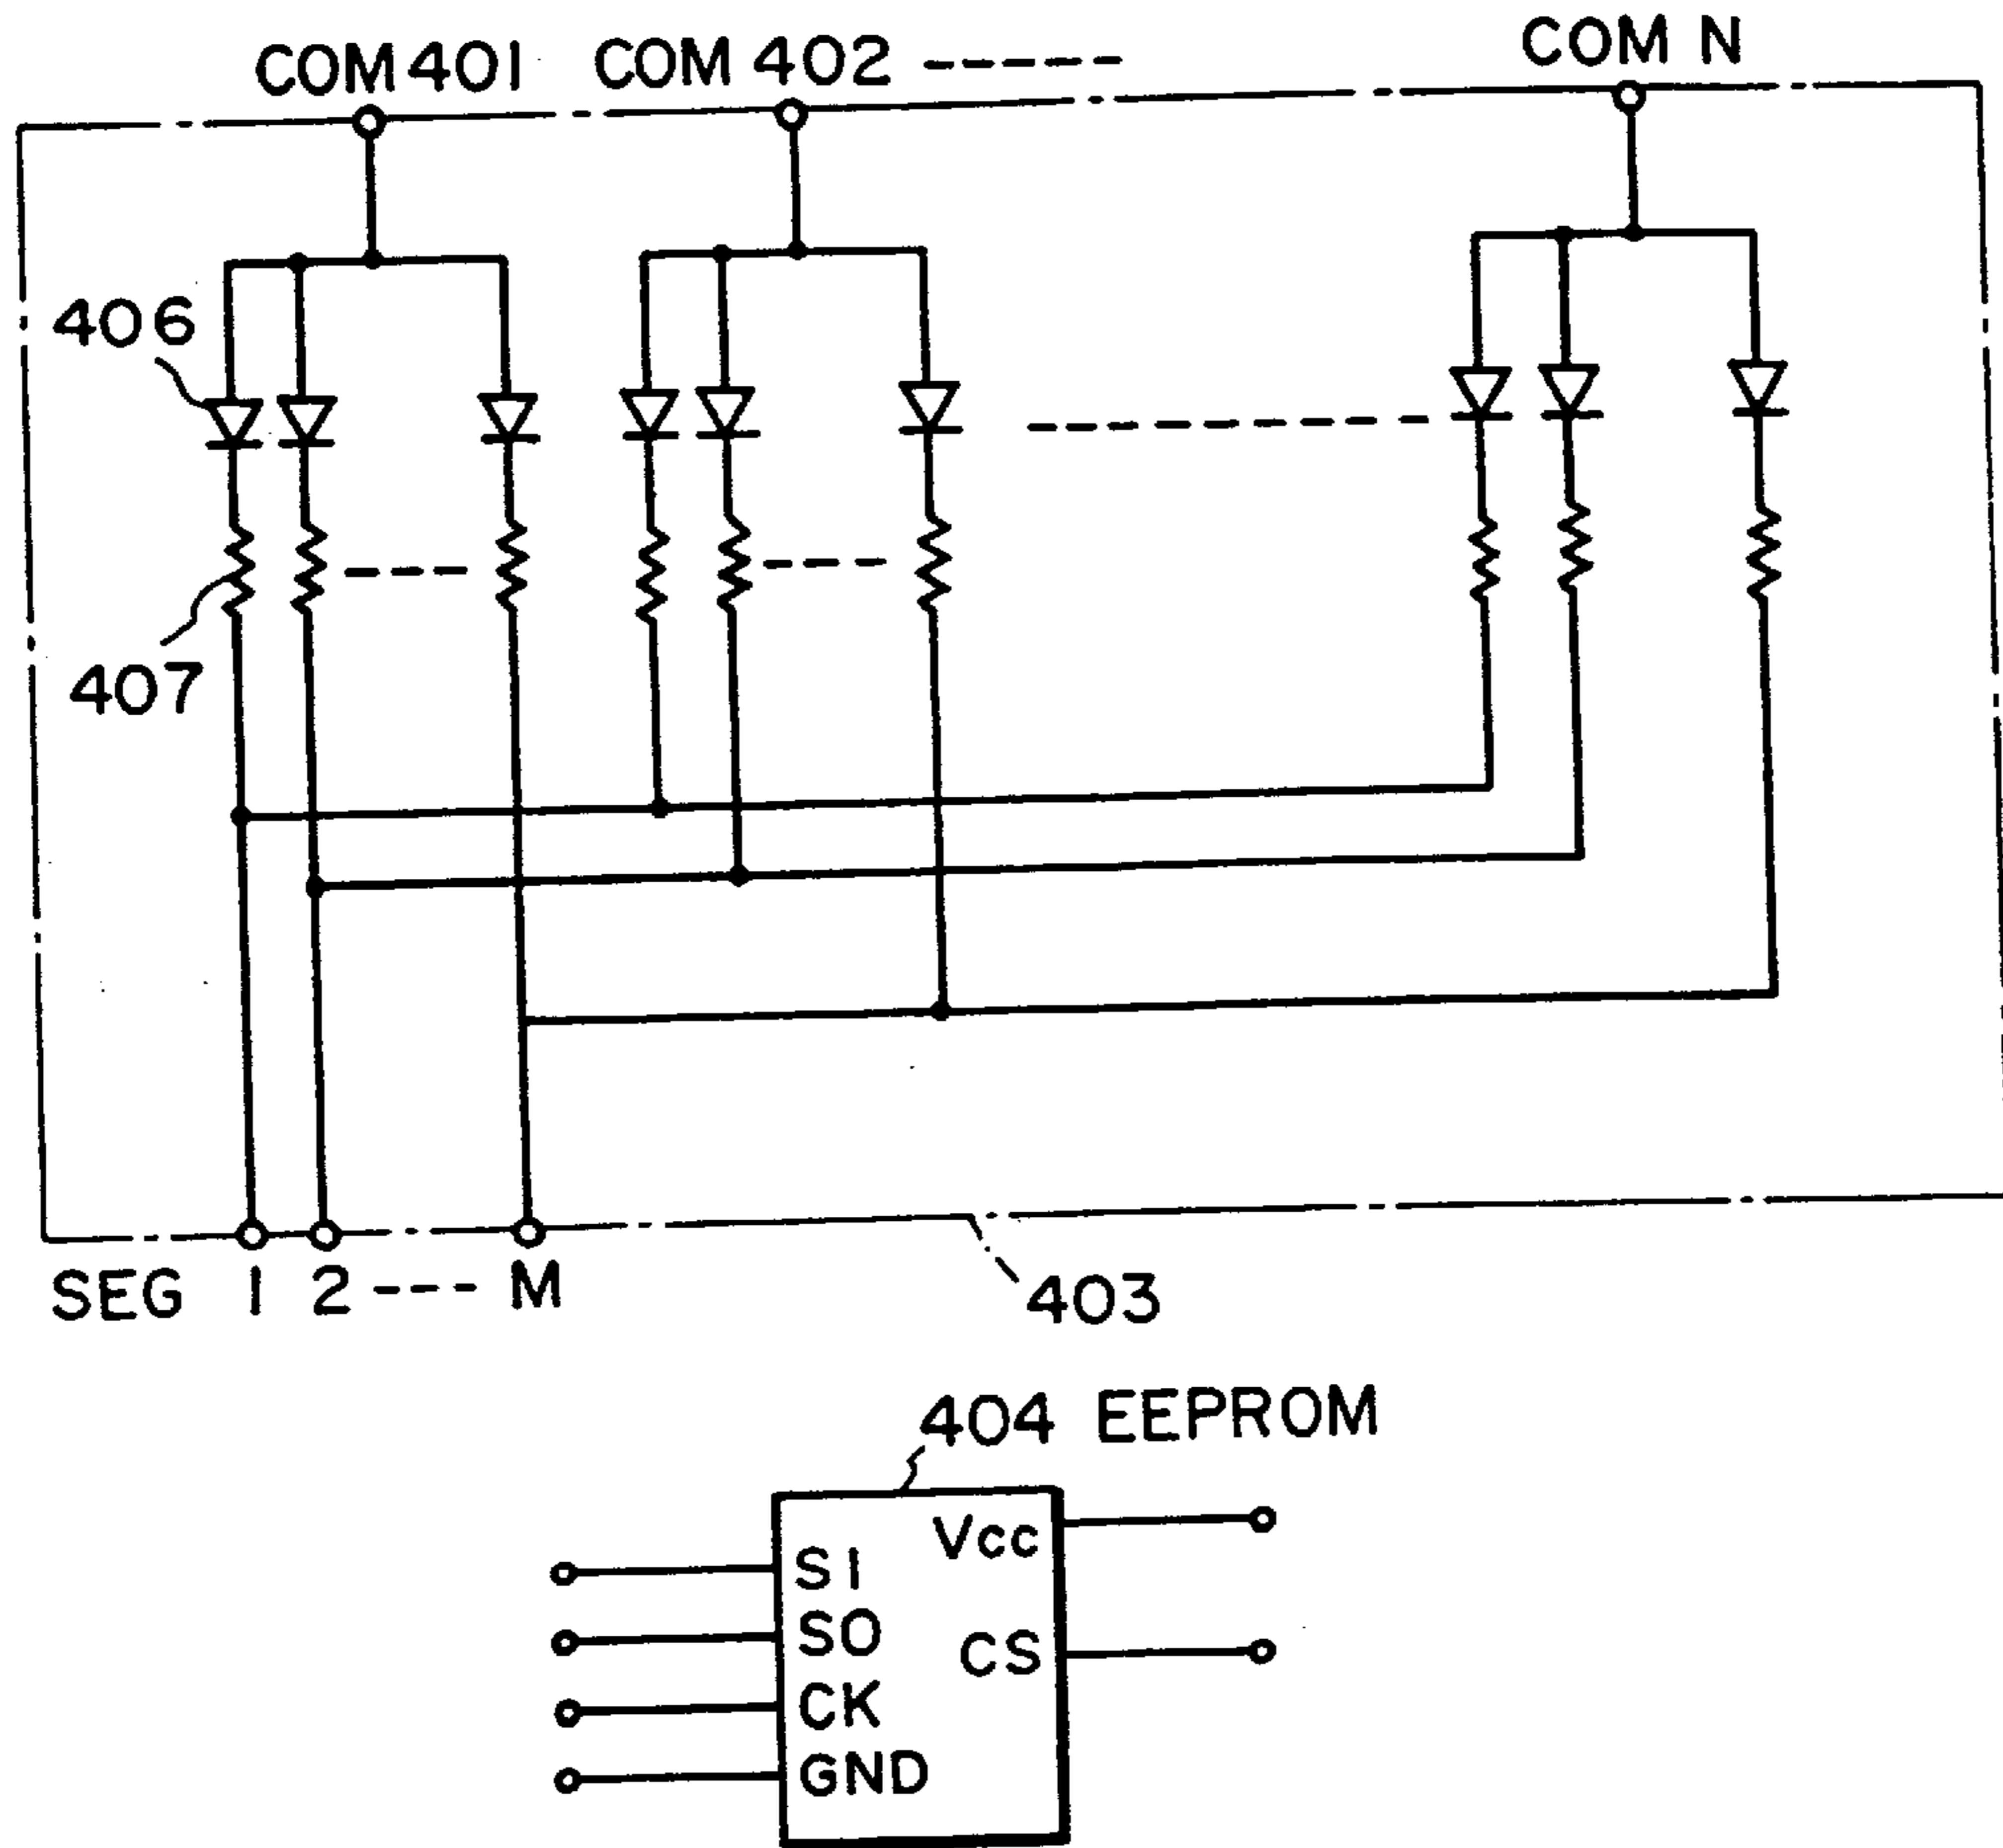 COM 401 COM 402 ----- COM N
406
407
SEG 1 2 --- M
403
404 EEPROM
Vcc
SI
SO
CS
CK
GND